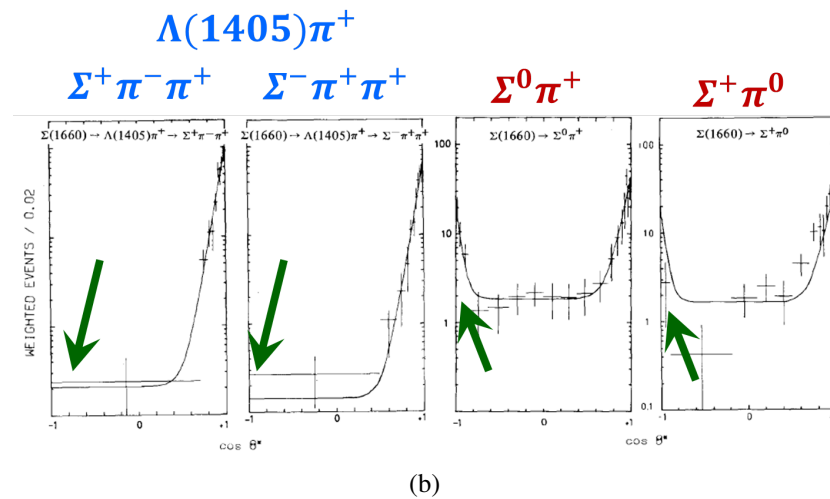 Λ(1405)π⁺
Σ⁺π⁻π⁺ Σ⁻π⁺π⁺ Σ⁰π⁺ Σ⁺π⁰
Σ(1660)→ Λ(1405)π⁺→ Σ⁺π⁻π⁺
Σ(1660)→ Λ(1405)π⁺→ Σ⁻π⁺π⁺
Σ(1660)→ Σ⁰π⁺
Σ(1660)→ Σ⁺π⁰
WEIGHTED EVENTS / 0.02
100
10
1
100
10
1
0.1
-1 0 .1
-1 0 .1
-1 0 .1
-1 0
cos θ*
cos θ*
cos θ*
(b)